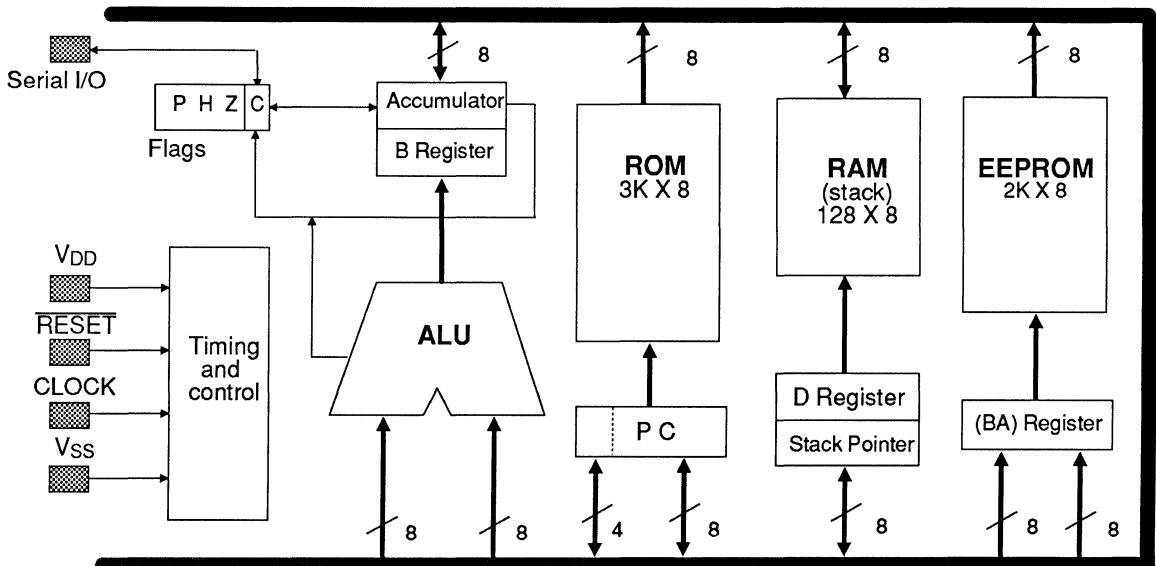 Serial I/O
P H Z C
Flags
8
Accumulator
B Register
8
ROM
3K X 8
8
RAM
(stack)
128 X 8
8
EEPROM
2K X 8
VDD
RESET
CLOCK
VSS
Timing
and
control
ALU
8
8
P C
4
8
D Register
Stack Pointer
8
(BA) Register
8
8